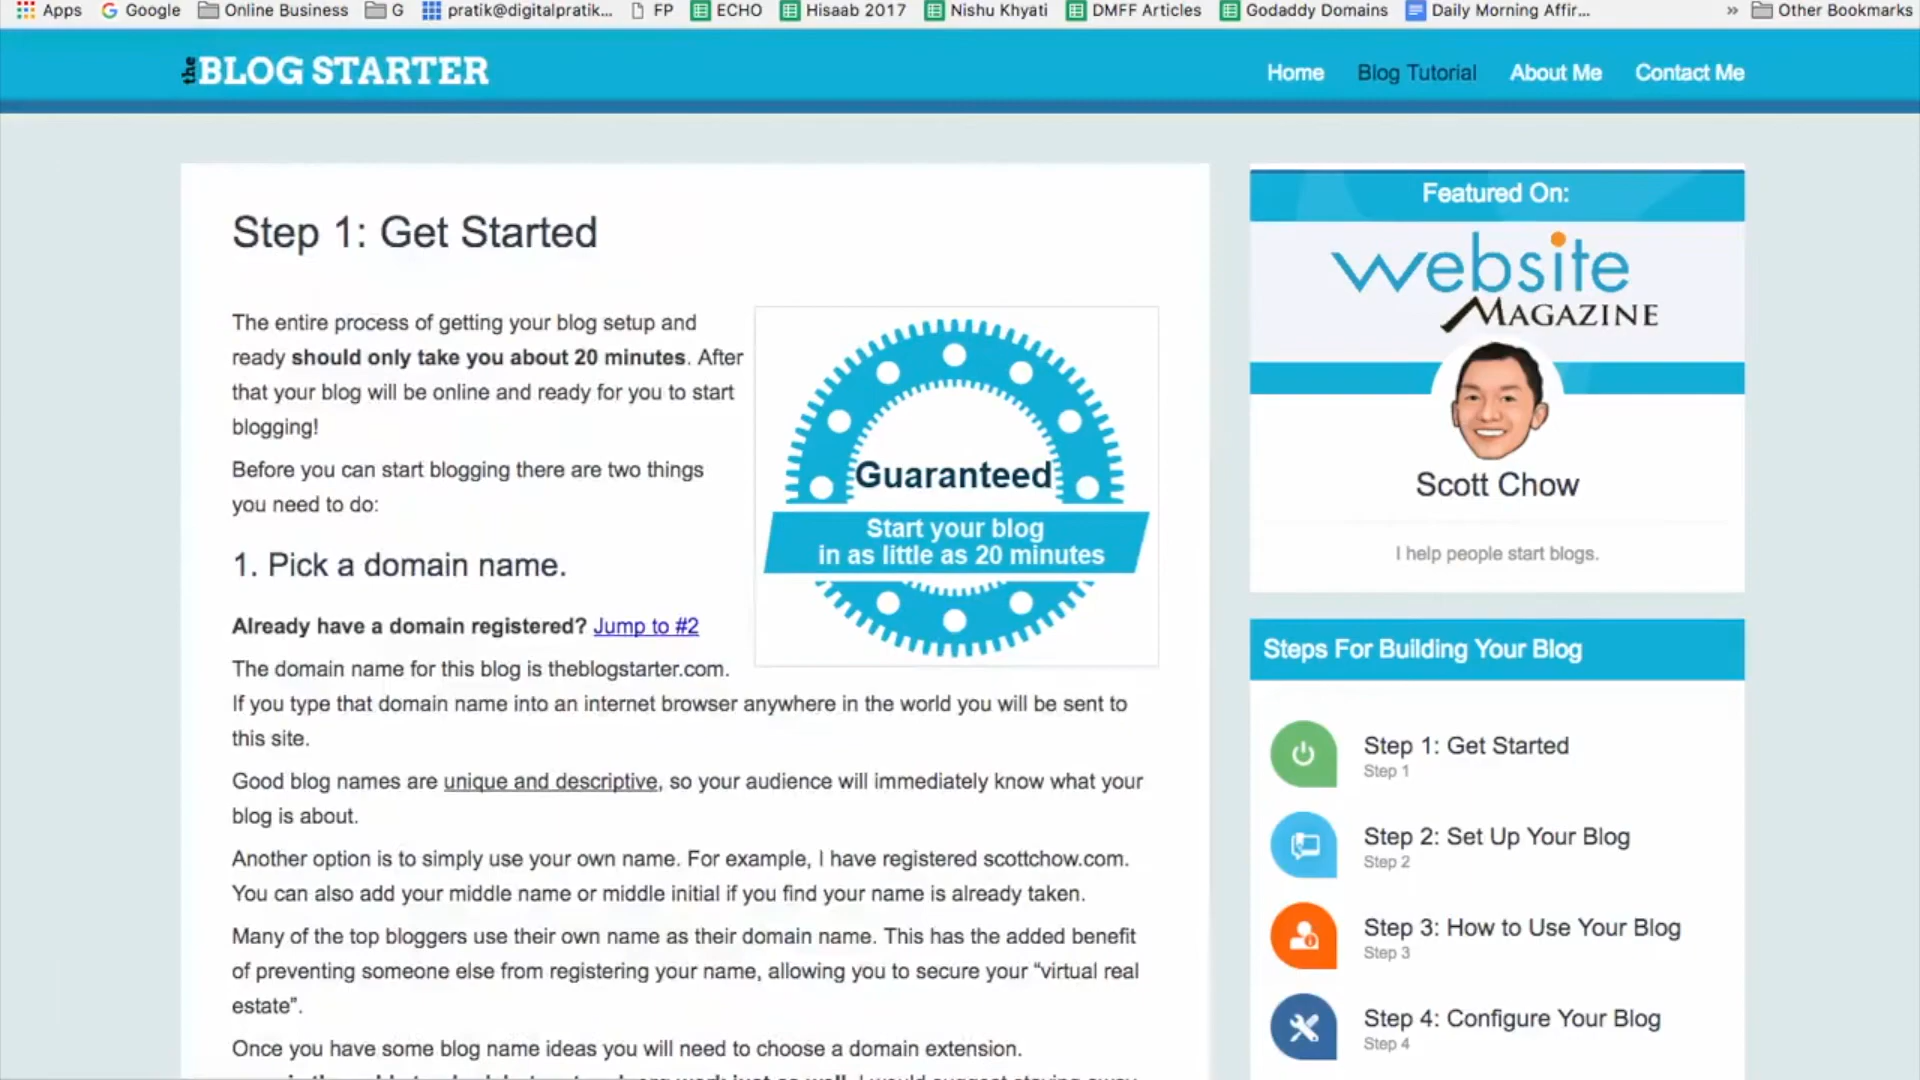 Apps Google Online Business G pratik@digitalpratik... FP ECHO Hisaab 2017 Nishu Khyati DMFF Articles Godaddy Domains Daily Morning Affir... » Other Bookmarks
the BLOG STARTER
Home Blog Tutorial About Me Contact Me
Step 1: Get Started
The entire process of getting your blog setup and
ready should only take you about 20 minutes. After
that your blog will be online and ready for you to start
blogging!
Before you can start blogging there are two things
you need to do:
Guaranteed
Start your blog
in as little as 20 minutes
1. Pick a domain name.
Already have a domain registered? Jump to #2
The domain name for this blog is theblogstarter.com.
If you type that domain name into an internet browser anywhere in the world you will be sent to
this site.
Good blog names are unique and descriptive, so your audience will immediately know what your
blog is about.
Another option is to simply use your own name. For example, I have registered scottchow.com.
You can also add your middle name or middle initial if you find your name is already taken.
Many of the top bloggers use their own name as their domain name. This has the added benefit
of preventing someone else from registering your name, allowing you to secure your “virtual real
estate”.
Once you have some blog name ideas you will need to choose a domain extension.
Featured On:
website
MAGAZINE
Scott Chow
I help people start blogs.
Steps For Building Your Blog
Step 1: Get Started
Step 1
Step 2: Set Up Your Blog
Step 2
Step 3: How to Use Your Blog
Step 3
Step 4: Configure Your Blog
Step 4